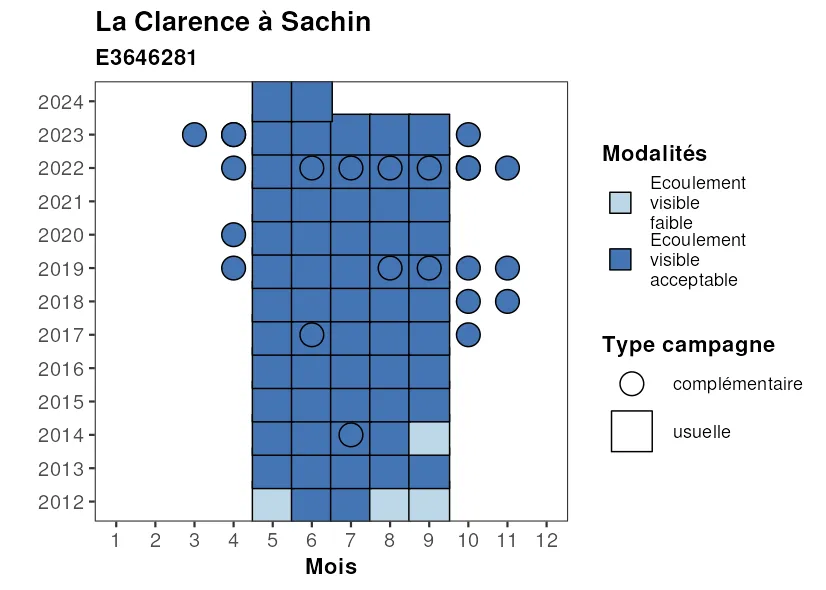 La Clarence à Sachin
E3646281
2024
2023
2022
2021
2020
2019
2018
2017
2016
2015
2014
2013
2012
1 2 3 4 5 6 7 8 9 10 11 12
Mois
Modalités
Ecoulement
visible
faible
Ecoulement
visible
acceptable
Type campagne
complémentaire
usuelle